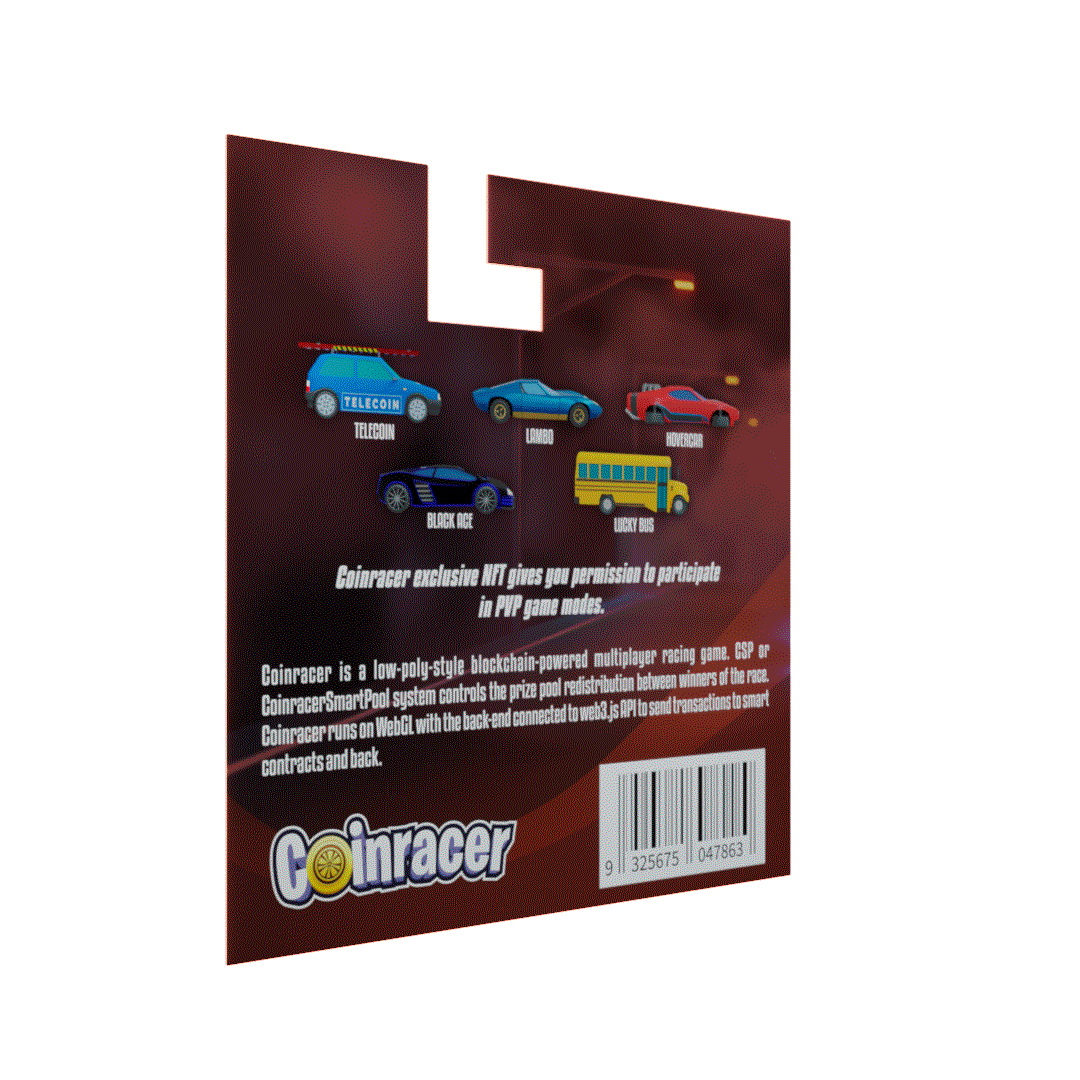 TELECOIN
TELECOIN
LAMBO
HOVERCAR
BLACK ACE
LUCKY BUS
Coinracer exclusive NFT gives you permission to participate
in PVP game modes.
Coinracer is a low-poly-style blockchain-powered multiplayer racing game. CSP or
CoinracerSmartPool system controls the prize pool redistribution between winners of the race.
Coinracer runs on WebGL with the back-end connected to web3.js API to send transactions to smart
contracts and back.
Coinracer
9 325675 047863